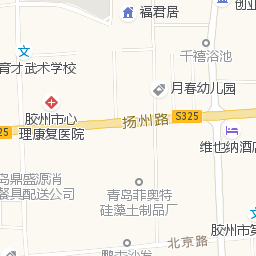 福君居
创业
千禧浴池
育才武术学校
月春幼儿园
胶州市心
理康复医院
扬州路
S325
25
维也纳酒店
岛鼎盛源肖
餐具配送公司
青岛菲奥特
硅藻土制品厂
胶州市第
北京路